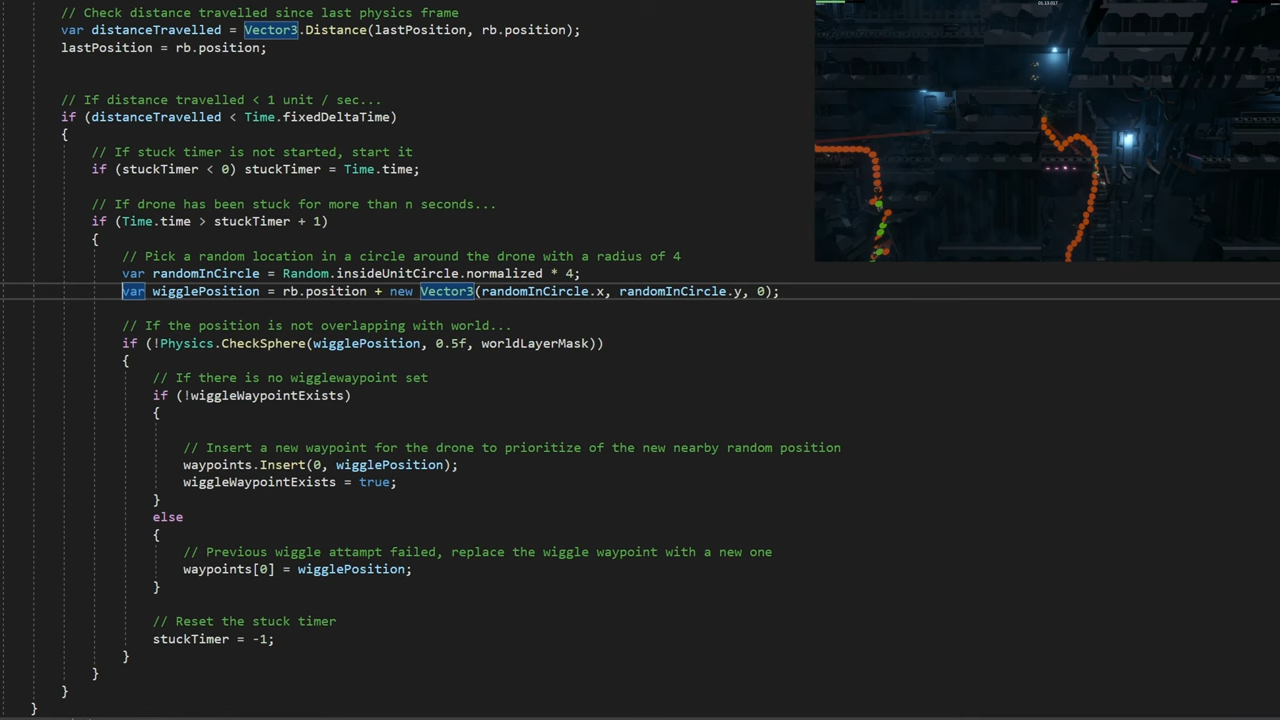 // Check distance travelled since last physics frame
var distanceTravelled = Vector3.Distance(lastPosition, rb.position);
lastPosition = rb.position;
// If distance travelled < 1 unit / sec...
if (distanceTravelled < Time.fixedDeltaTime)
{
// If stuck timer is not started, start it
if (stuckTimer < 0) stuckTimer = Time.time;
// If drone has been stuck for more than n seconds...
if (Time.time > stuckTimer + 1)
{
// Pick a random location in a circle around the drone with a radius of 4
var randomInCircle = Random.insideUnitCircle.normalized * 4;
var wigglePosition = rb.position + new Vector3(randomInCircle.x, randomInCircle.y, 0);
// If the position is not overlapping with world...
if (!Physics.CheckSphere(wigglePosition, 0.5f, worldLayerMask))
{
// If there is no wigglewaypoint set
if (!wiggleWaypointExists)
{
// Insert a new waypoint for the drone to prioritize of the new nearby random position
waypoints.Insert(0, wigglePosition);
wiggleWaypointExists = true;
}
else
{
// Previous wiggle attampt failed, replace the wiggle waypoint with a new one
waypoints[0] = wigglePosition;
}
// Reset the stuck timer
stuckTimer = -1;
}
}
}
}
01.13.017